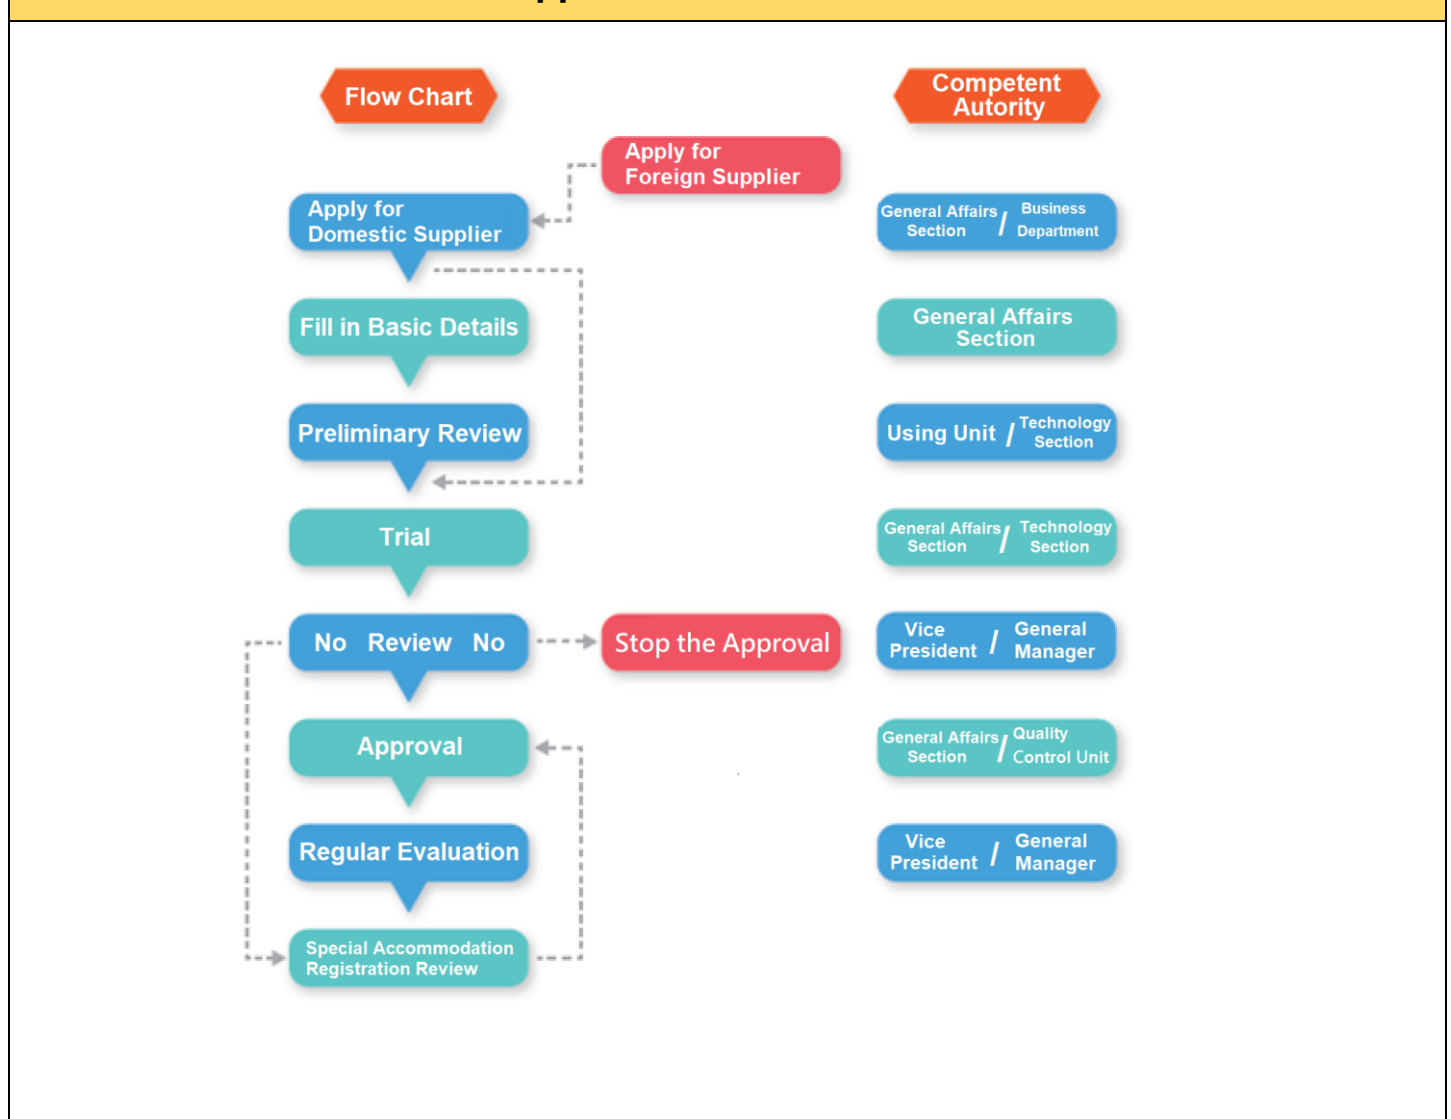 Flow Chart
Competent
Autority
Apply for
Foreign Supplier
Apply for
Domestic Supplier
General Affairs
Section
/
Business
Department
Fill in Basic Details
General Affairs
Section
Preliminary Review
Using Unit /
Technology
Section
Trial
General Affairs
Section
/
Technology
Section
No Review No
Stop the Approval
Vice
President
/
General
Manager
Approval
General Affairs
Section
/
Quality
Control Unit
Regular Evaluation
Vice
President
/
General
Manager
Special Accommodation
Registration Review